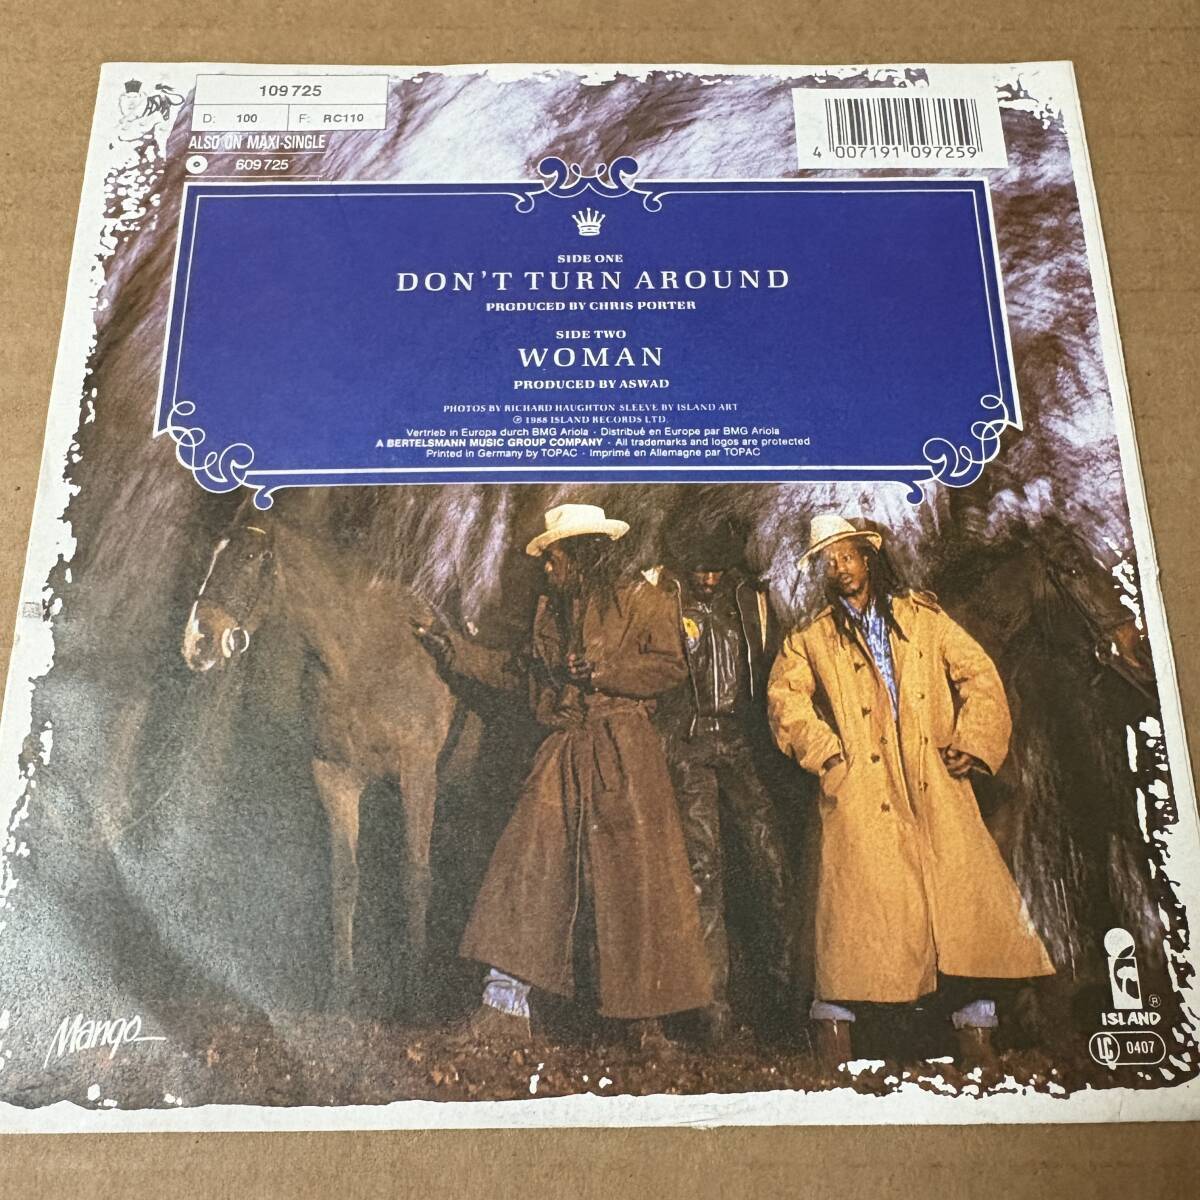 109 725
D: 100 F: RC110
ALSO ON MAXI-SINGLE
609 725
4 007191 097259
SIDE ONE
DON'T TURN AROUND
PRODUCED BY CHRIS PORTER
SIDE TWO
WOMAN
PRODUCED BY ASWAD
PHOTOS BY RICHARD HAUGHTON SLEEVE BY ISLAND ART
℗ 1988 ISLAND RECORDS LTD.
Vertrieb in Europa durch BMG Ariola · Distribué en Europe par BMG Ariola
A BERTELSMANN MUSIC GROUP COMPANY · All trademarks and logos are protected
Printed in Germany by TOPAC · Imprimé en Allemagne par TOPAC
Mango
®
ISLAND
LC 0407